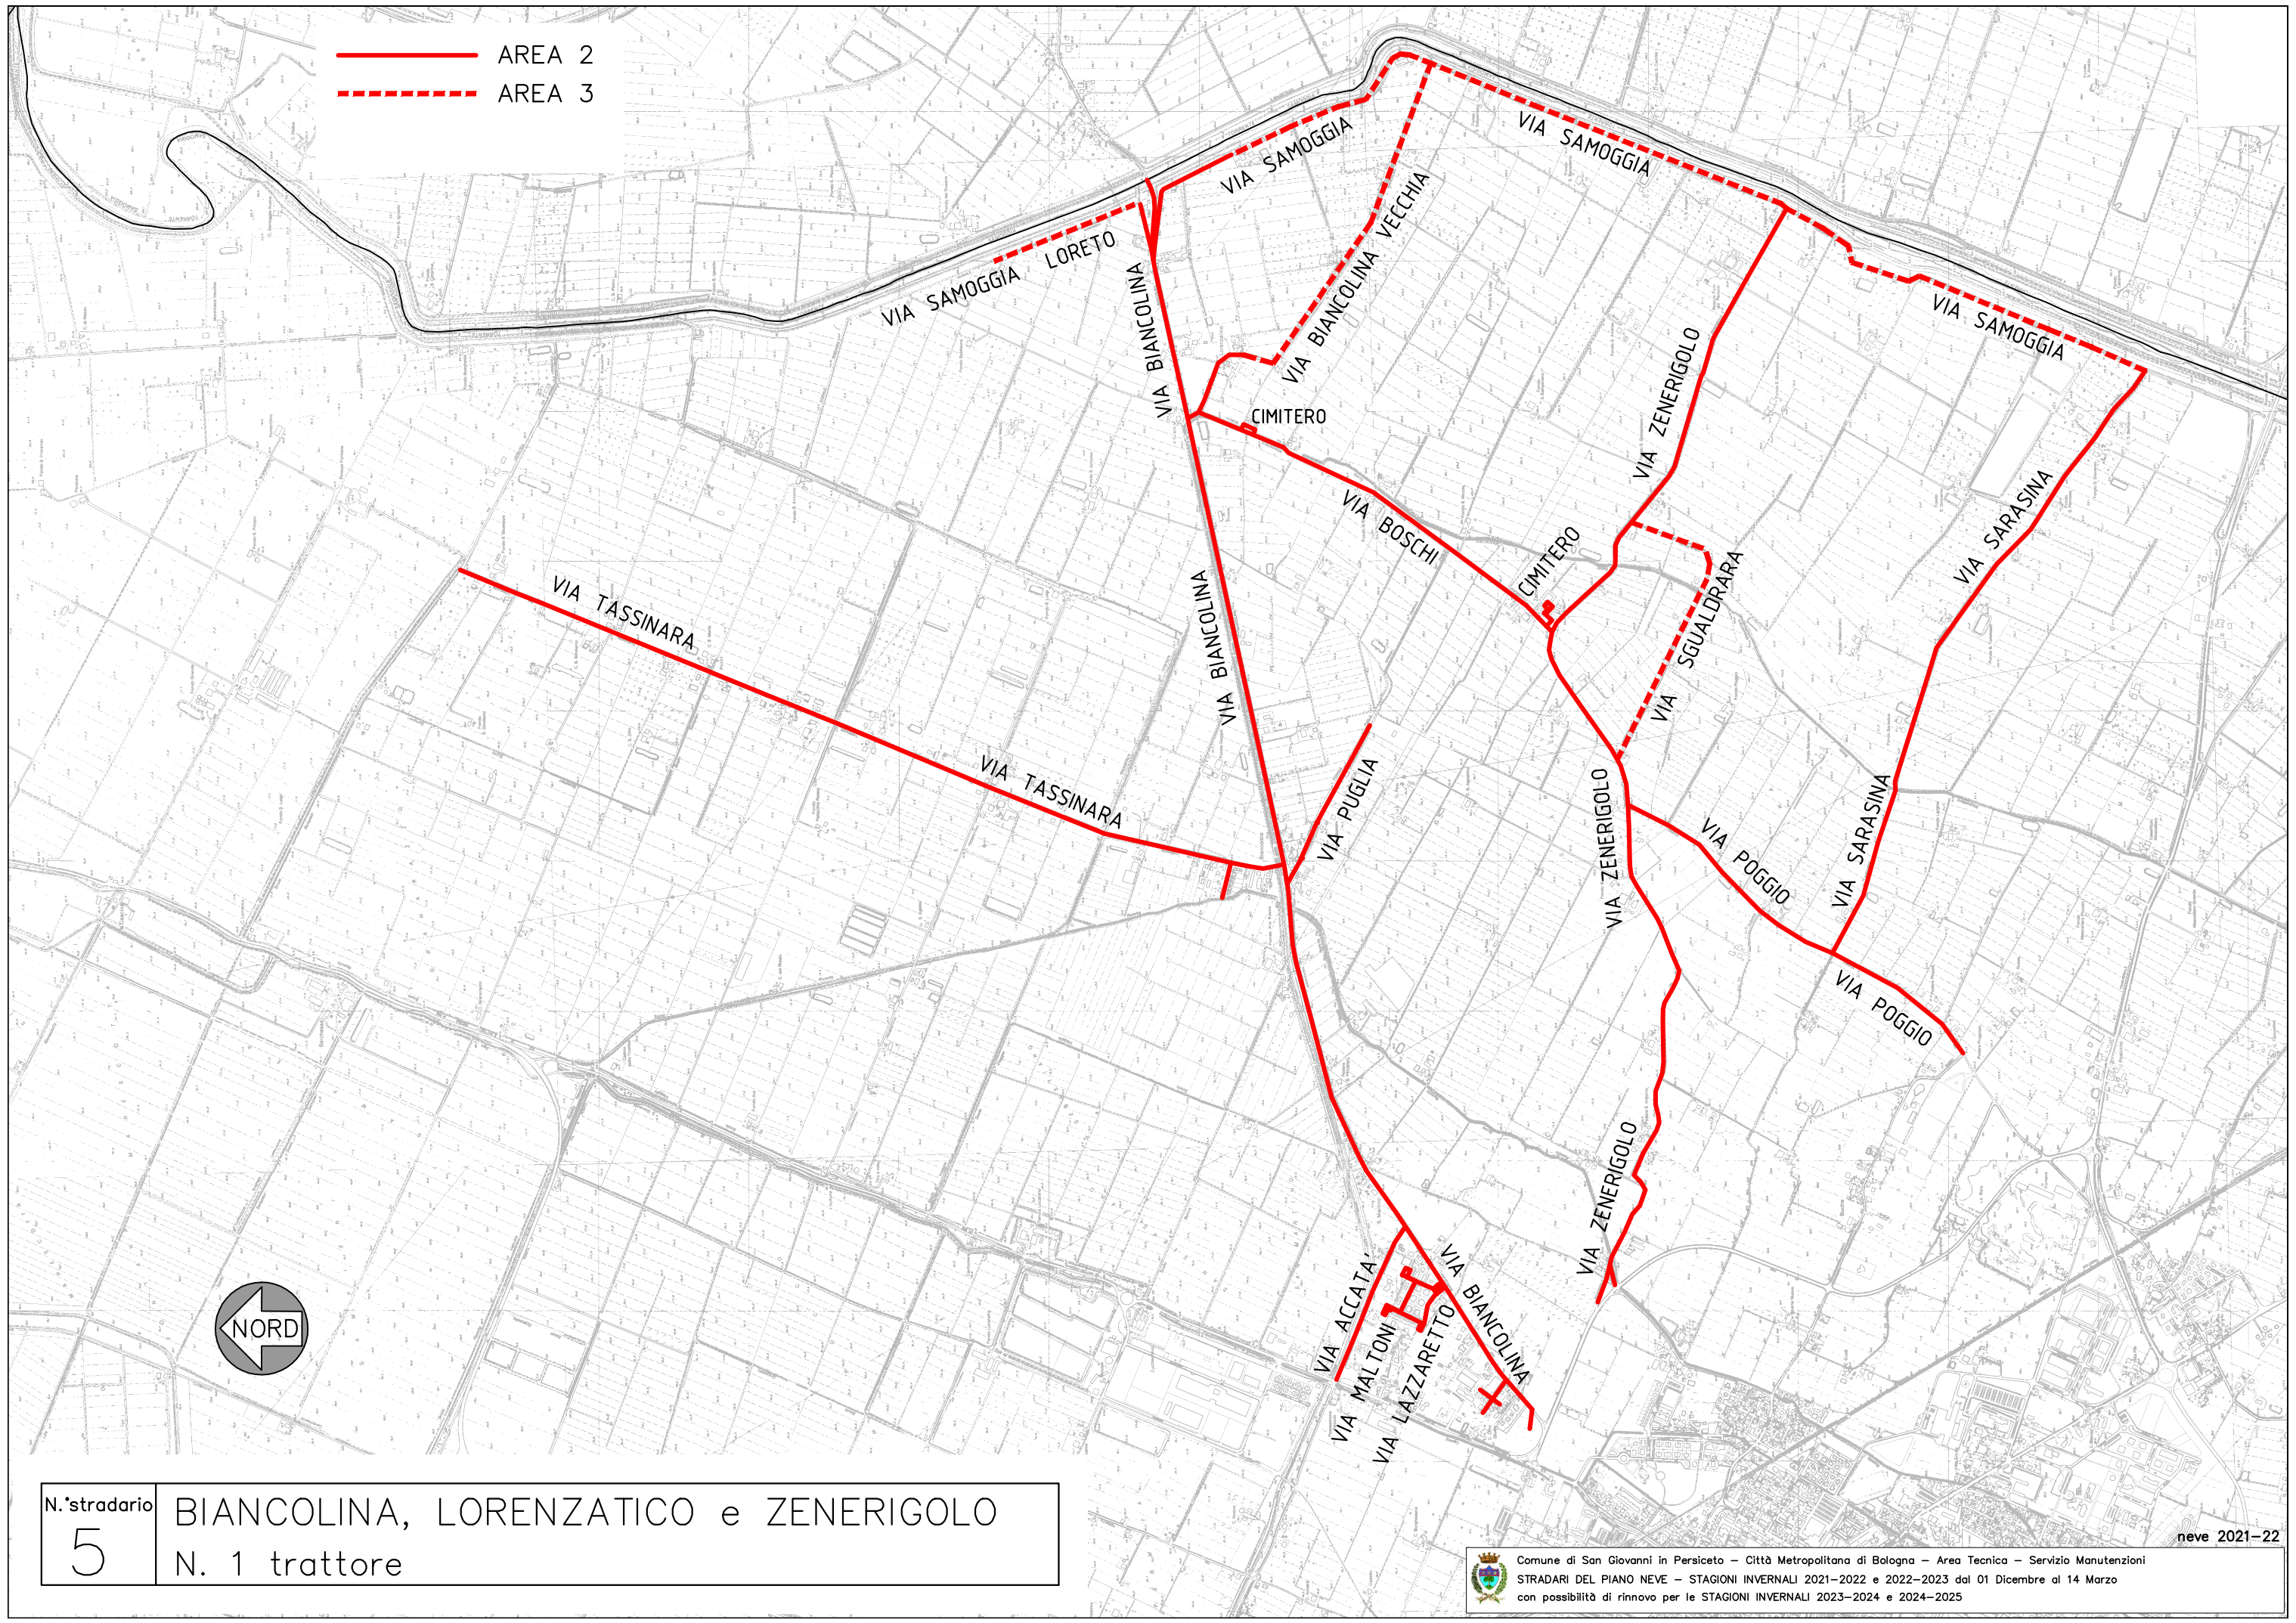 AREA 2
AREA 3
VIA SAMOGGIA
VIA SAMOGGIA
VIA BIANCOLINA VECCHIA
VIA SAMOGGIA LORETO
VIA BIANCOLINA
VIA SAMOGGIA
VIA ZENERIGOLO
CIMITERO
VIA BOSCHI
VIA SARASINA
CIMITERO
VIA TASSINARA
VIA BIANCOLINA
VIA SGUALDRARA
VIA TASSINARA
VIA PUGLIA
VIA ZENERIGOLO
VIA POGGIO
VIA SARASINA
VIA POGGIO
VIA ZENERIGOLO
VIA ACCATA'
VIA BIANCOLINA
VIA MALTONI
VIA LAZZARETTO
NORD
N.°stradario
5
BIANCOLINA, LORENZATICO e ZENERIGOLO
N. 1 trattore
neve 2021-22
Comune di San Giovanni in Persiceto - Città Metropolitana di Bologna - Area Tecnica - Servizio Manutenzioni
STRADARI DEL PIANO NEVE - STAGIONI INVERNALI 2021-2022 e 2022-2023 dal 01 Dicembre al 14 Marzo
con possibilità di rinnovo per le STAGIONI INVERNALI 2023-2024 e 2024-2025